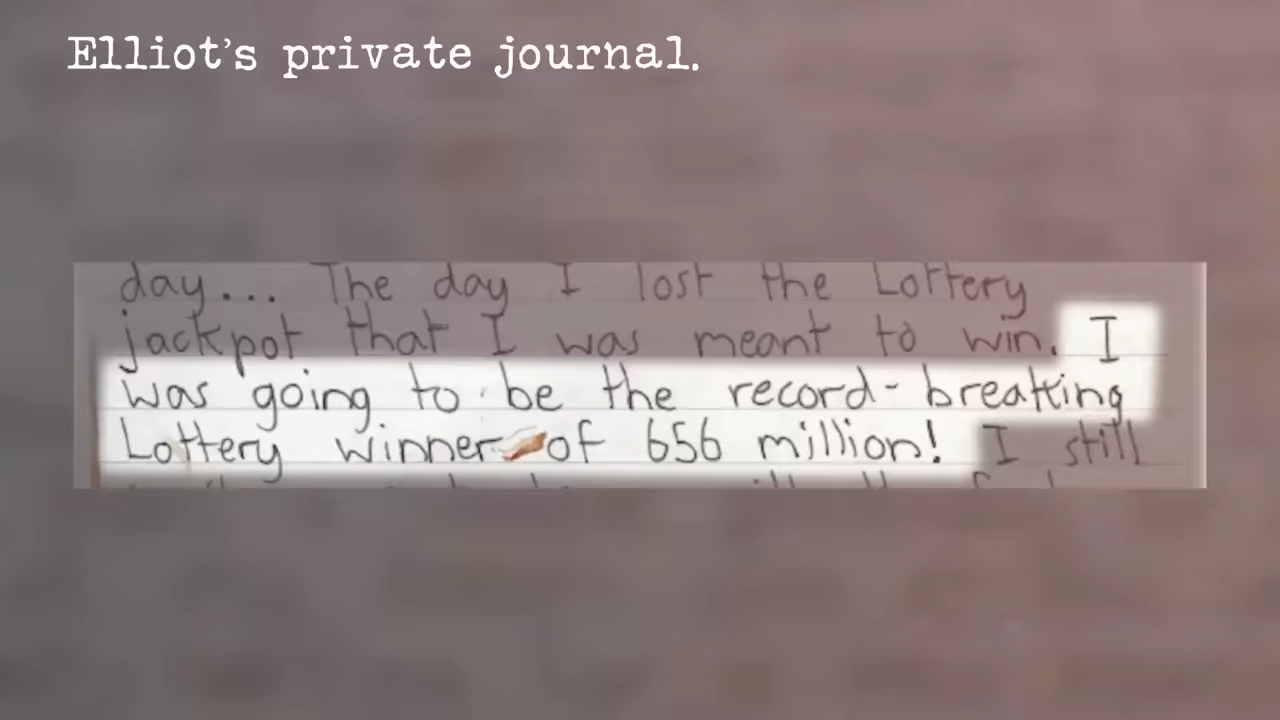 Elliot's private journal.
day... The day I lost the Lottery
jackpot that I was meant to win. I
was going to be the record-breaking
Lottery winner of 656 million! I still